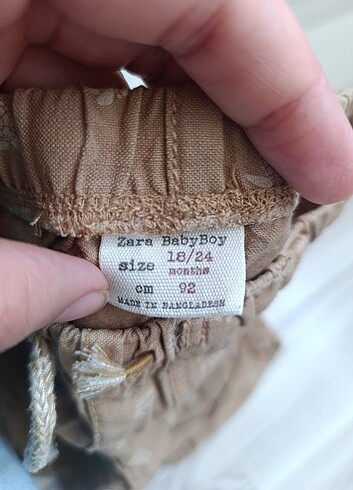 Zara BabyBoy
size 18/24
months
cm 92
MADE IN BANGLADESH